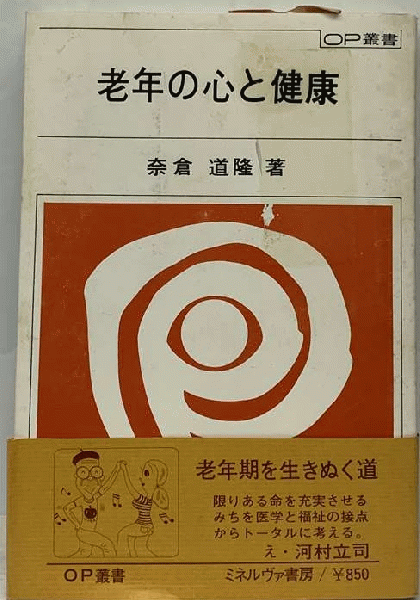 OP叢書
老年の心と健康
奈倉 道隆 著
老年期を生きぬく道
限りある命を充実させる
みちを医学と福祉の接点
からトータルに考える。
え・河村立司
OP叢書
ミネルヴァ書房/¥850